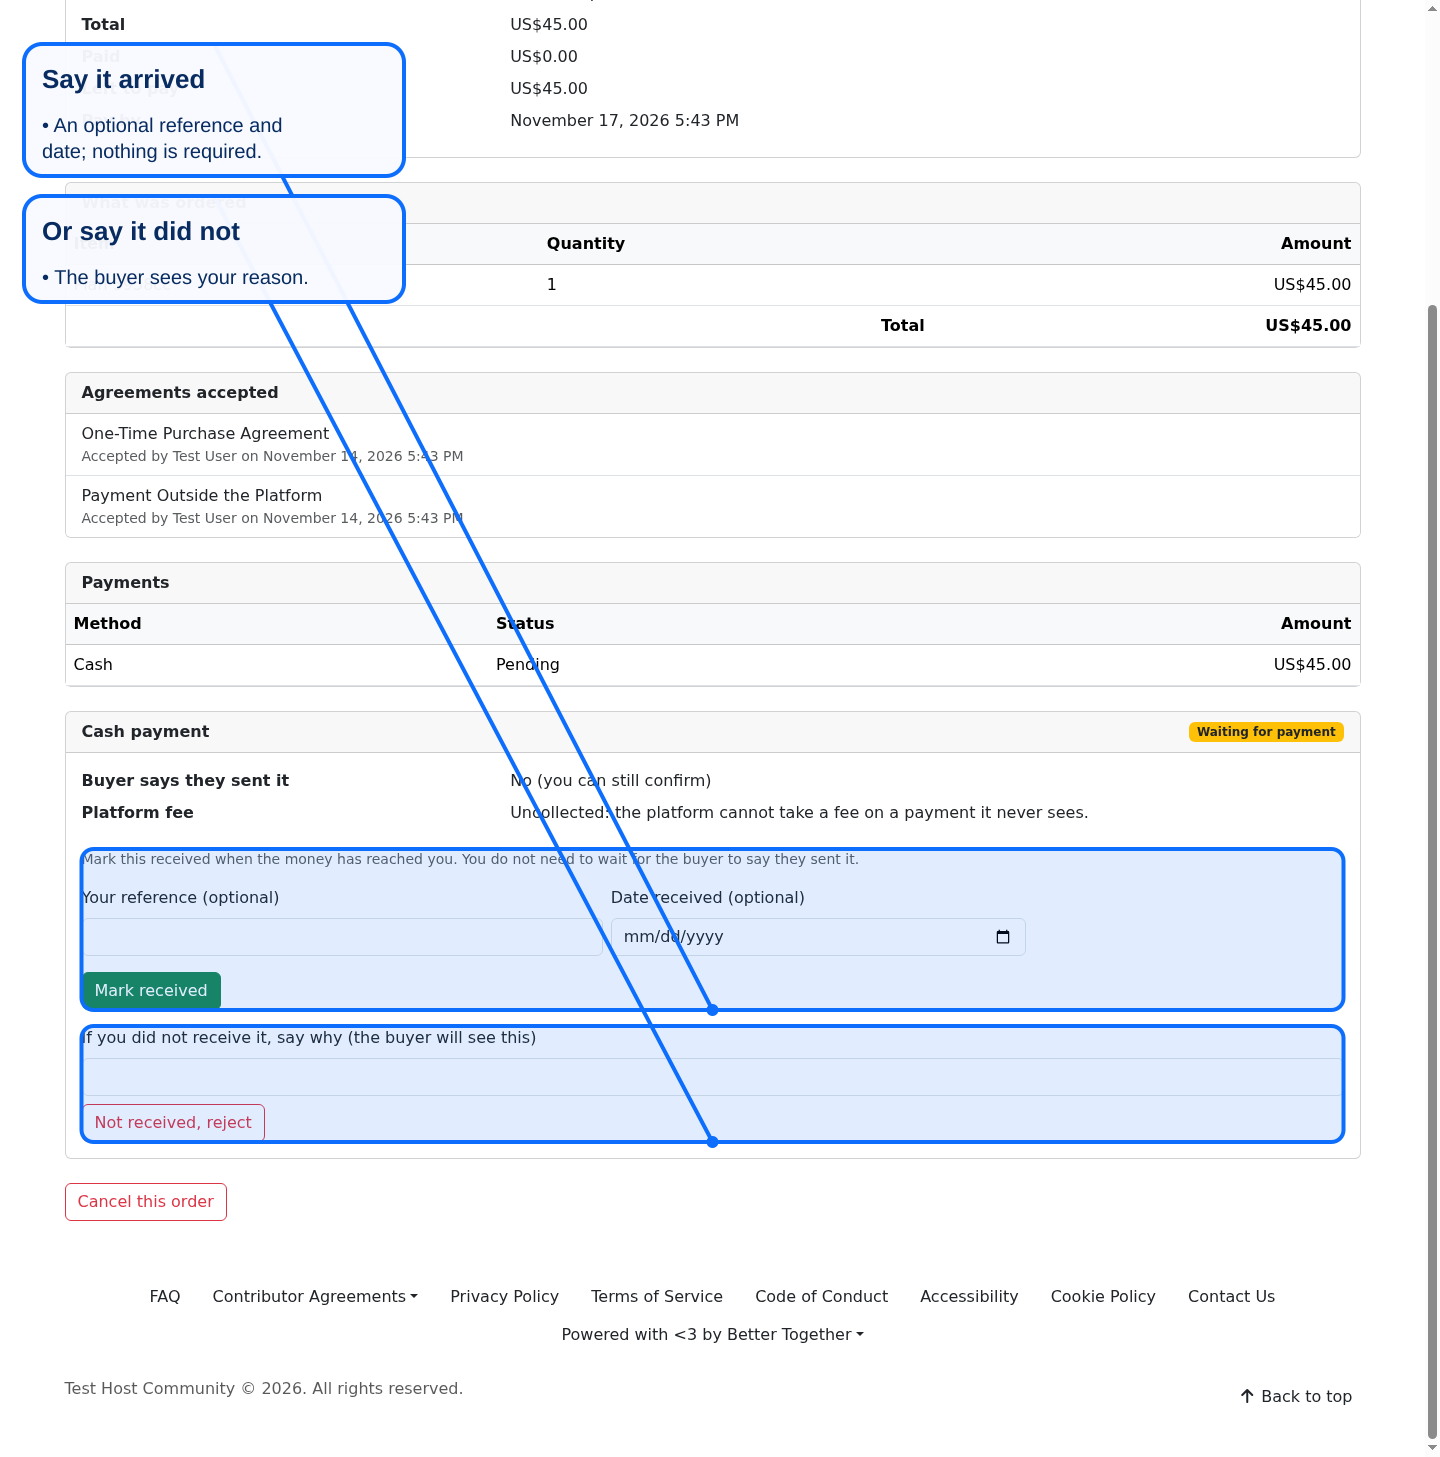 Total US$45.00
Paid US$0.00
US$45.00
November 17, 2026 5:43 PM
Say it arrived
• An optional reference and
date; nothing is required.
What was ordered
Or say it did not
• The buyer sees your reason.
Quantity Amount
1 US$45.00
Total US$45.00
Agreements accepted
One-Time Purchase Agreement
Accepted by Test User on November 14, 2026 5:43 PM
Payment Outside the Platform
Accepted by Test User on November 14, 2026 5:43 PM
Payments
Method Status Amount
Cash Pending US$45.00
Cash payment Waiting for payment
Buyer says they sent it No (you can still confirm)
Platform fee Uncollected: the platform cannot take a fee on a payment it never sees.
Mark this received when the money has reached you. You do not need to wait for the buyer to say they sent it.
Your reference (optional) Date received (optional)
mm/dd/yyyy
Mark received
If you did not receive it, say why (the buyer will see this)
Not received, reject
Cancel this order
FAQ Contributor Agreements Privacy Policy Terms of Service Code of Conduct Accessibility Cookie Policy Contact Us
Powered with <3 by Better Together
Test Host Community © 2026. All rights reserved.
Back to top